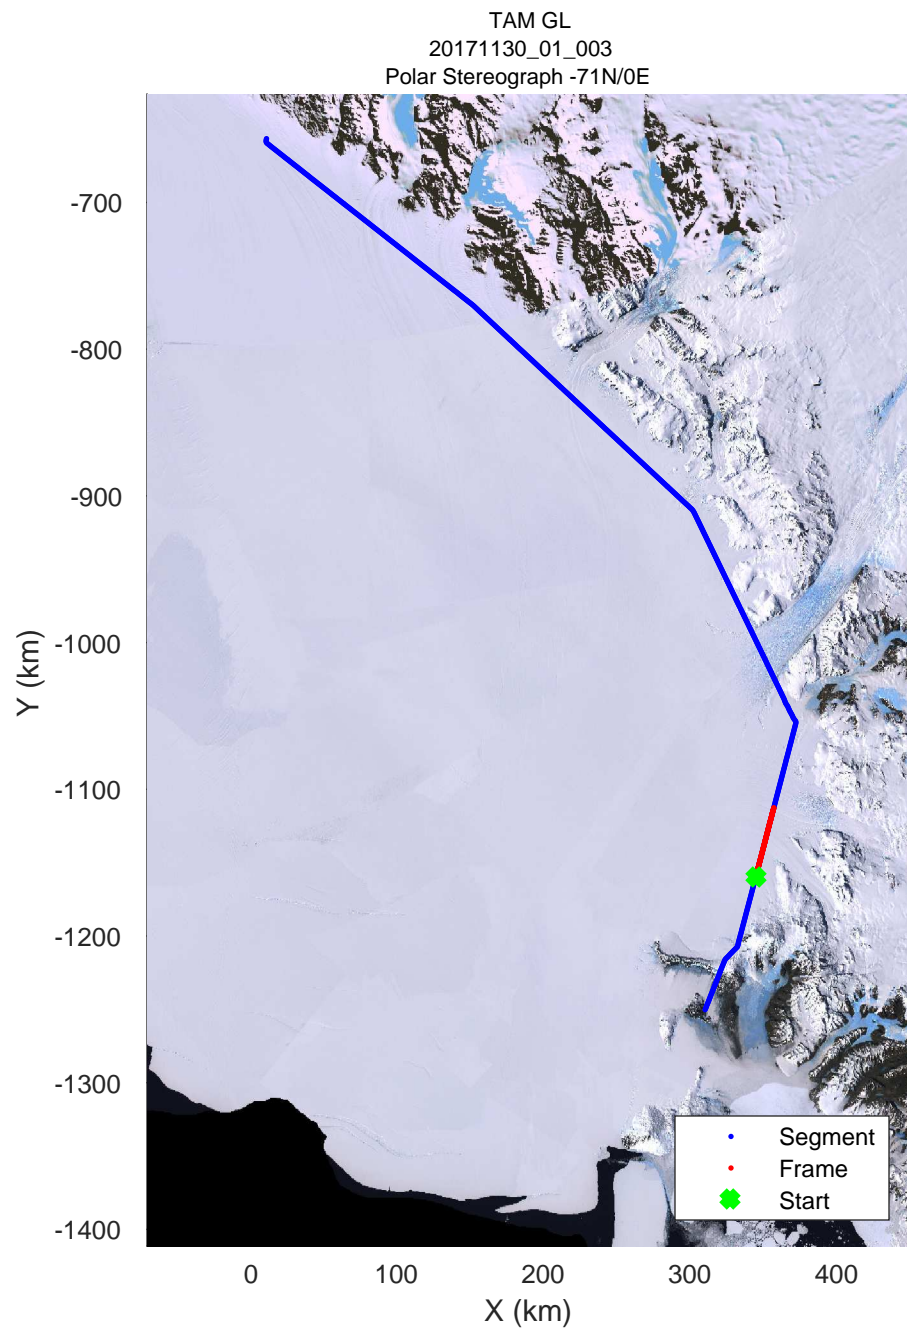 TAM GL
20171130_01_003
Polar Stereograph -71N/0E
-700
-800
-900
-1000
-1100
-1200
-1300
-1400
Y (km)
0 100 200 300 400
X (km)
Segment
Frame
Start